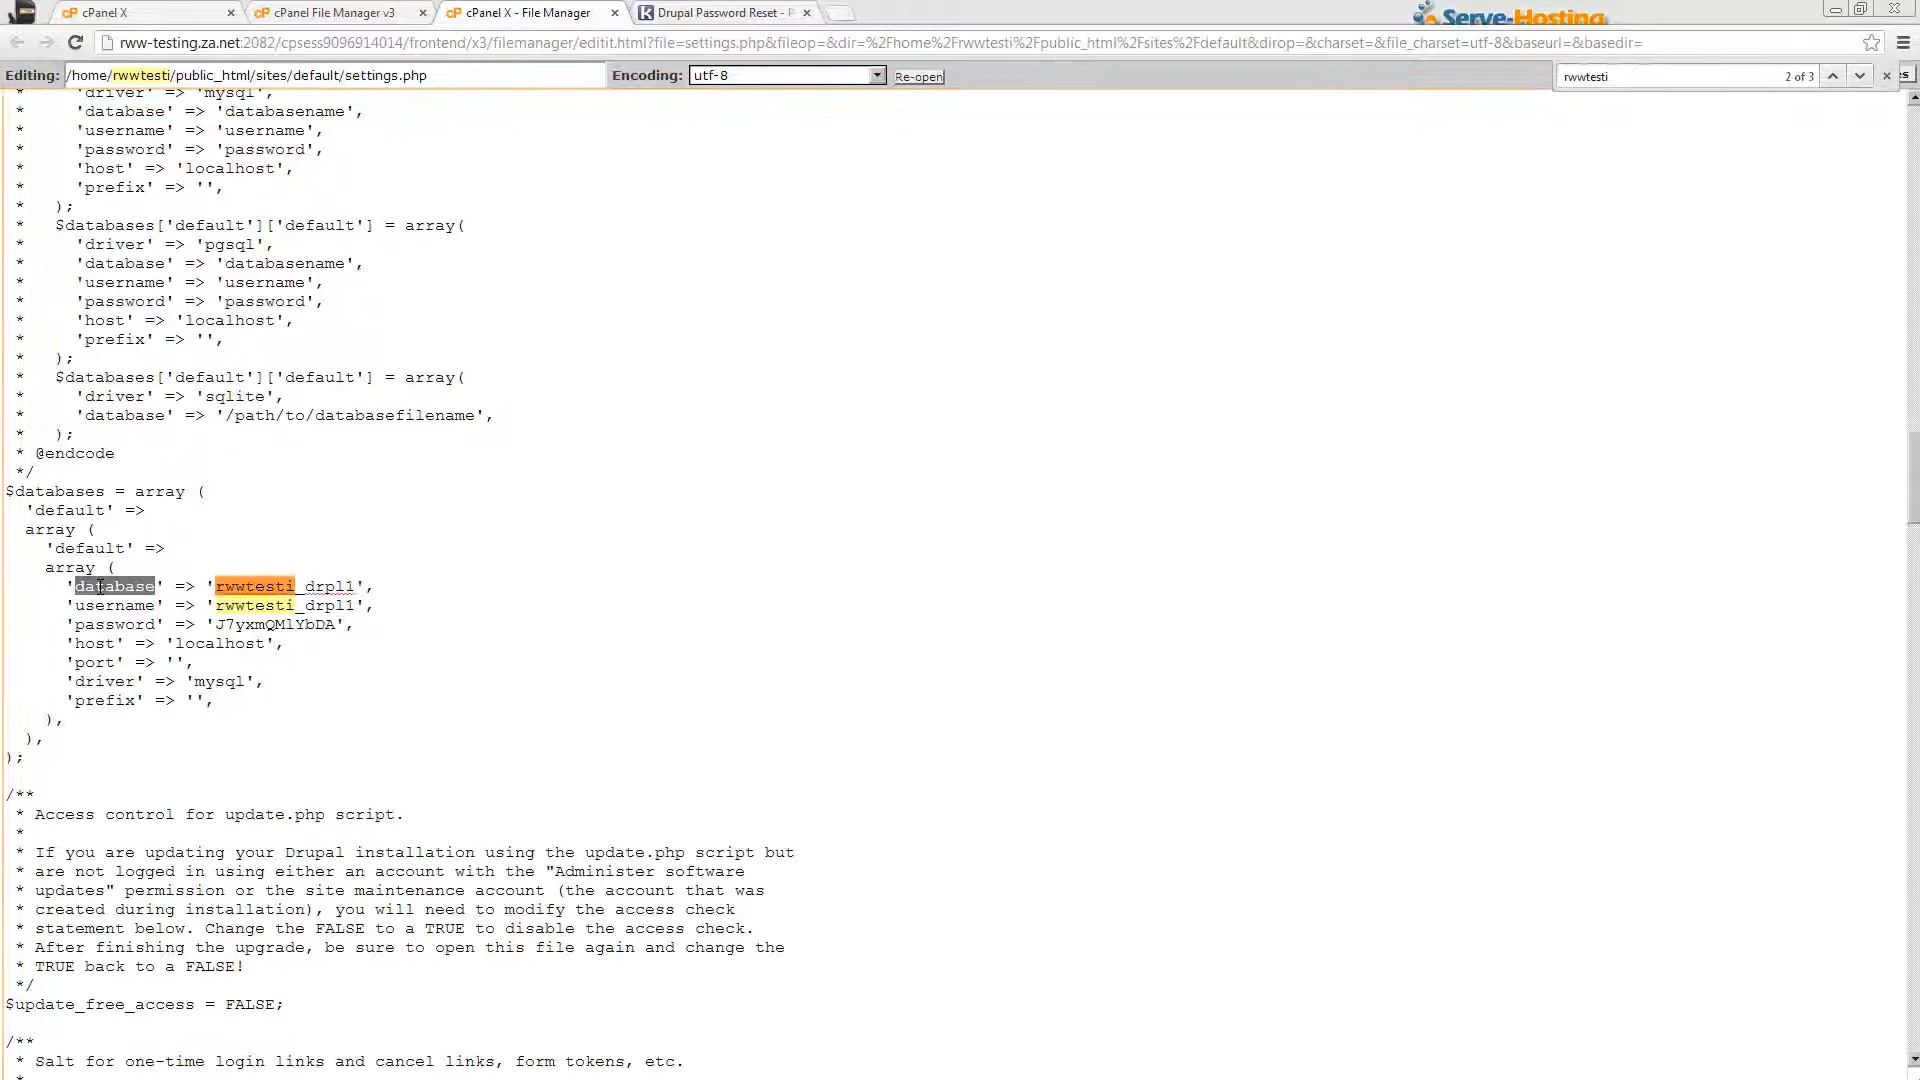 cPanel X
cPanel File Manager v3
cPanel X - File Manager
Drupal Password Reset - 
Serve-Hosting
rww-testing.za.net:2082/cpsess9096914014/frontend/x3/filemanager/editit.html?file=settings.php&fileop=&dir=%2Fhome%2Frwwtesti%2Fpublic_html%2Fsites%2Fdefault&dirop=&charset=&file_charset=utf-8&baseurl=&basedir=
Editing: /home/rwwtesti/public_html/sites/default/settings.php Encoding: utf-8 Re-open rwwtesti 2 of 3
*     'driver' => 'mysql',
*     'database' => 'databasename',
*     'username' => 'username',
*     'password' => 'password',
*     'host' => 'localhost',
*     'prefix' => '',
*   );
*   $databases['default']['default'] = array(
*     'driver' => 'pgsql',
*     'database' => 'databasename',
*     'username' => 'username',
*     'password' => 'password',
*     'host' => 'localhost',
*     'prefix' => '',
*   );
*   $databases['default']['default'] = array(
*     'driver' => 'sqlite',
*     'database' => '/path/to/databasefilename',
*   );
* @endcode
*/
$databases = array (
  'default' =>
  array (
    'default' =>
    array (
      'database' => 'rwwtesti_drpl1',
      'username' => 'rwwtesti_drpl1',
      'password' => 'J7yxmQMlYbDA',
      'host' => 'localhost',
      'port' => '',
      'driver' => 'mysql',
      'prefix' => '',
    ),
  ),
);
/**
* Access control for update.php script.
*
* If you are updating your Drupal installation using the update.php script but
* are not logged in using either an account with the "Administer software
* updates" permission or the site maintenance account (the account that was
* created during installation), you will need to modify the access check
* statement below. Change the FALSE to a TRUE to disable the access check.
* After finishing the upgrade, be sure to open this file again and change the
* TRUE back to a FALSE!
*/
$update_free_access = FALSE;
/**
* Salt for one-time login links and cancel links, form tokens, etc.
*